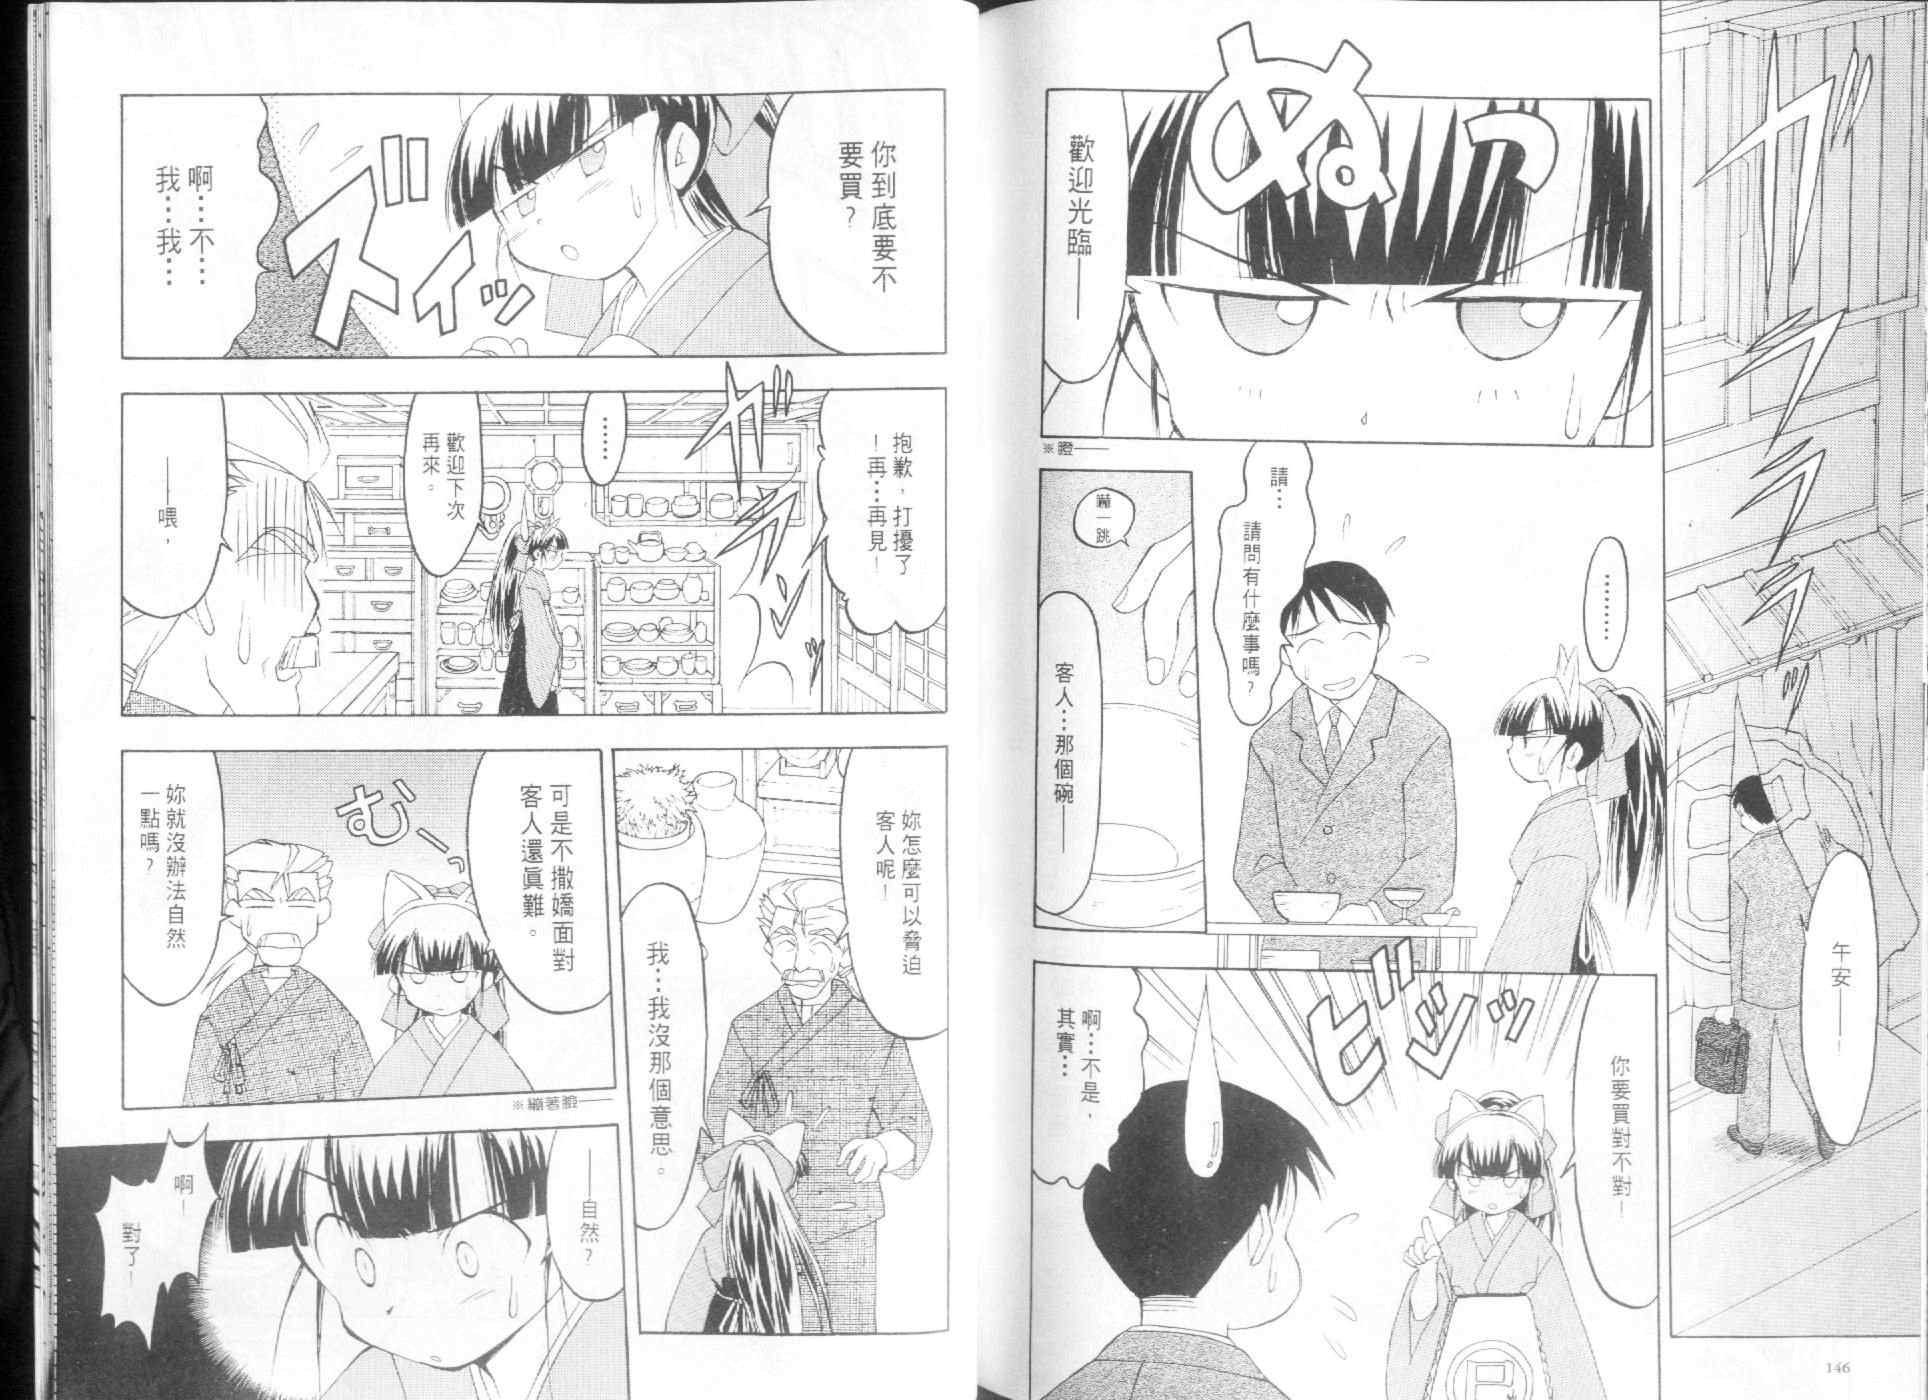 ガラララ
午安──
ぬぅっ
歡迎光臨──
※瞪──
………
請…
請問有什麼事嗎?
嚇一跳
客人…那個碗──
ビシッ
你要買對不對─
啊…不是,
其實…
146
你到底要不
要買?
ズズイッ
啊…不…
我…我…
抱歉,打擾了
!再…再見!
ガラララン
……
歡迎下次
再來。
──喂,
妳怎麼可以脅迫
客人呢!
我…我沒那個意思。
可是不撒嬌面對
客人還眞難。
む〜っ
妳就沒辦法自然
一點嗎?
※繃著臉──
──自然?
啊─
對了─